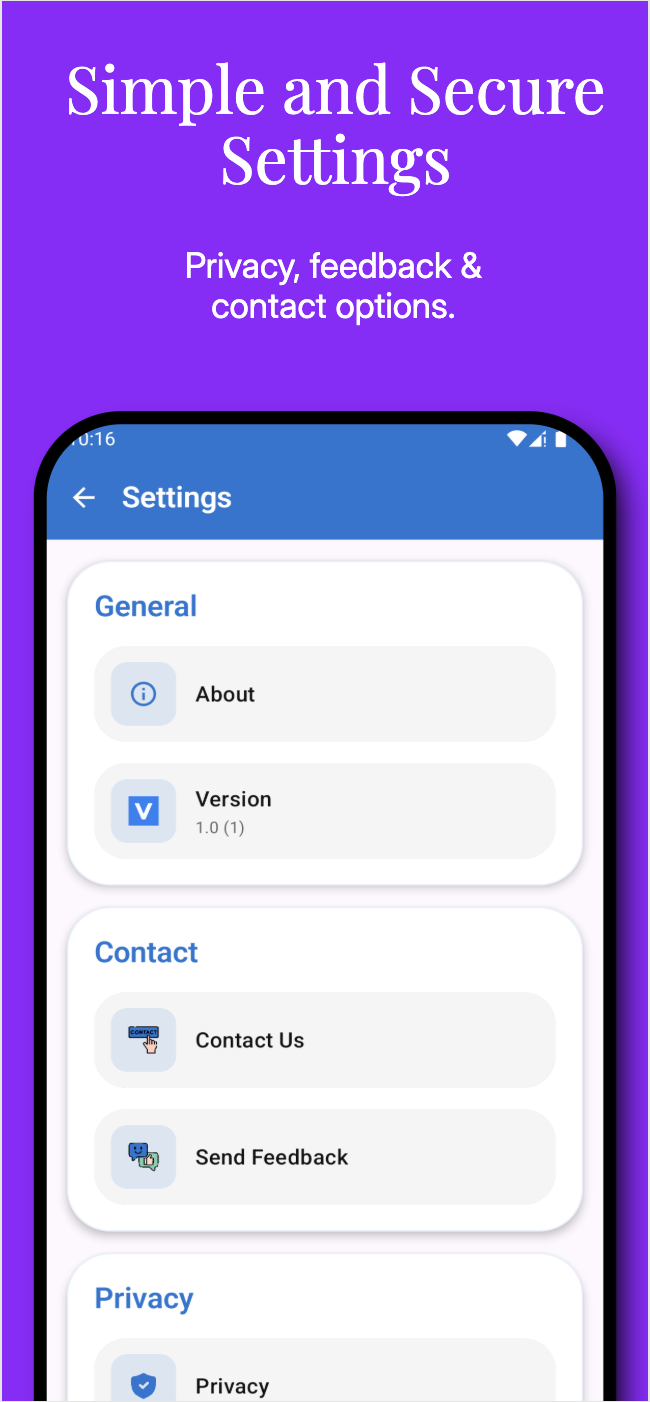 Simple and Secure
Settings
Privacy, feedback &
contact options.
10:16
Settings
General
About
V
Version
1.0 (1)
Contact
CONTACT
Contact Us
Send Feedback
Privacy
Privacy